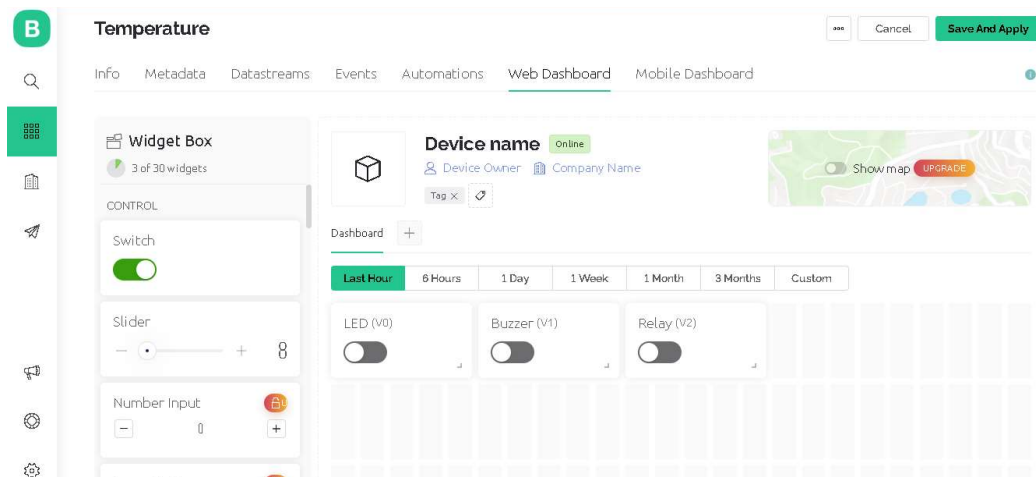 B
Temperature
Cancel
Save And Apply
Info Metadata Datastreams Events Automations Web Dashboard Mobile Dashboard
Widget Box
3 of 30 widgets
CONTROL
Switch
Slider
− + 8
Number Input
− 0 +
Device name Online
Device Owner Company Name
Tag ×
Show map UPGRADE
Dashboard +
Last Hour 6 Hours 1 Day 1 Week 1 Month 3 Months Custom
LED (V0) Buzzer (V1) Relay (V2)